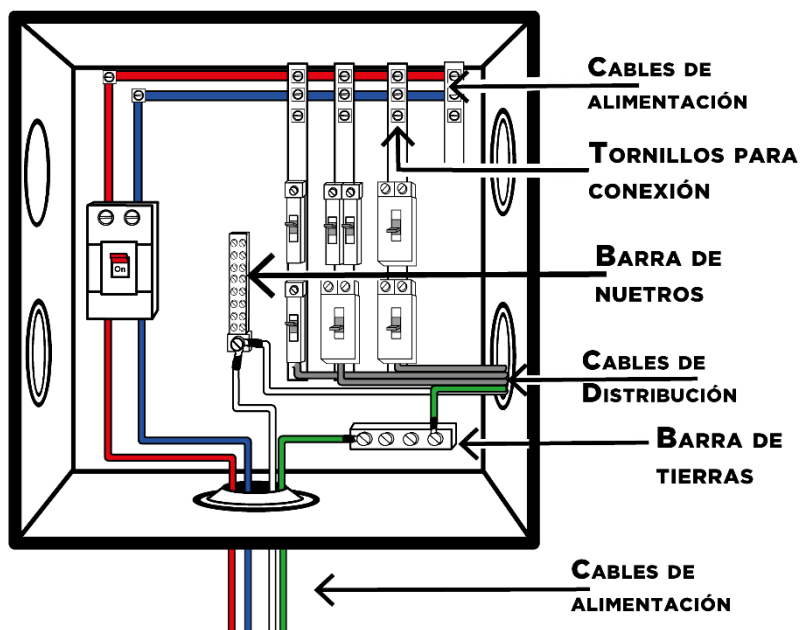 Cables de
alimentación
Tornillos para
conexión
On
Barra de
nuetros
Cables de
Distribución
Barra de
tierras
Cables de
alimentación